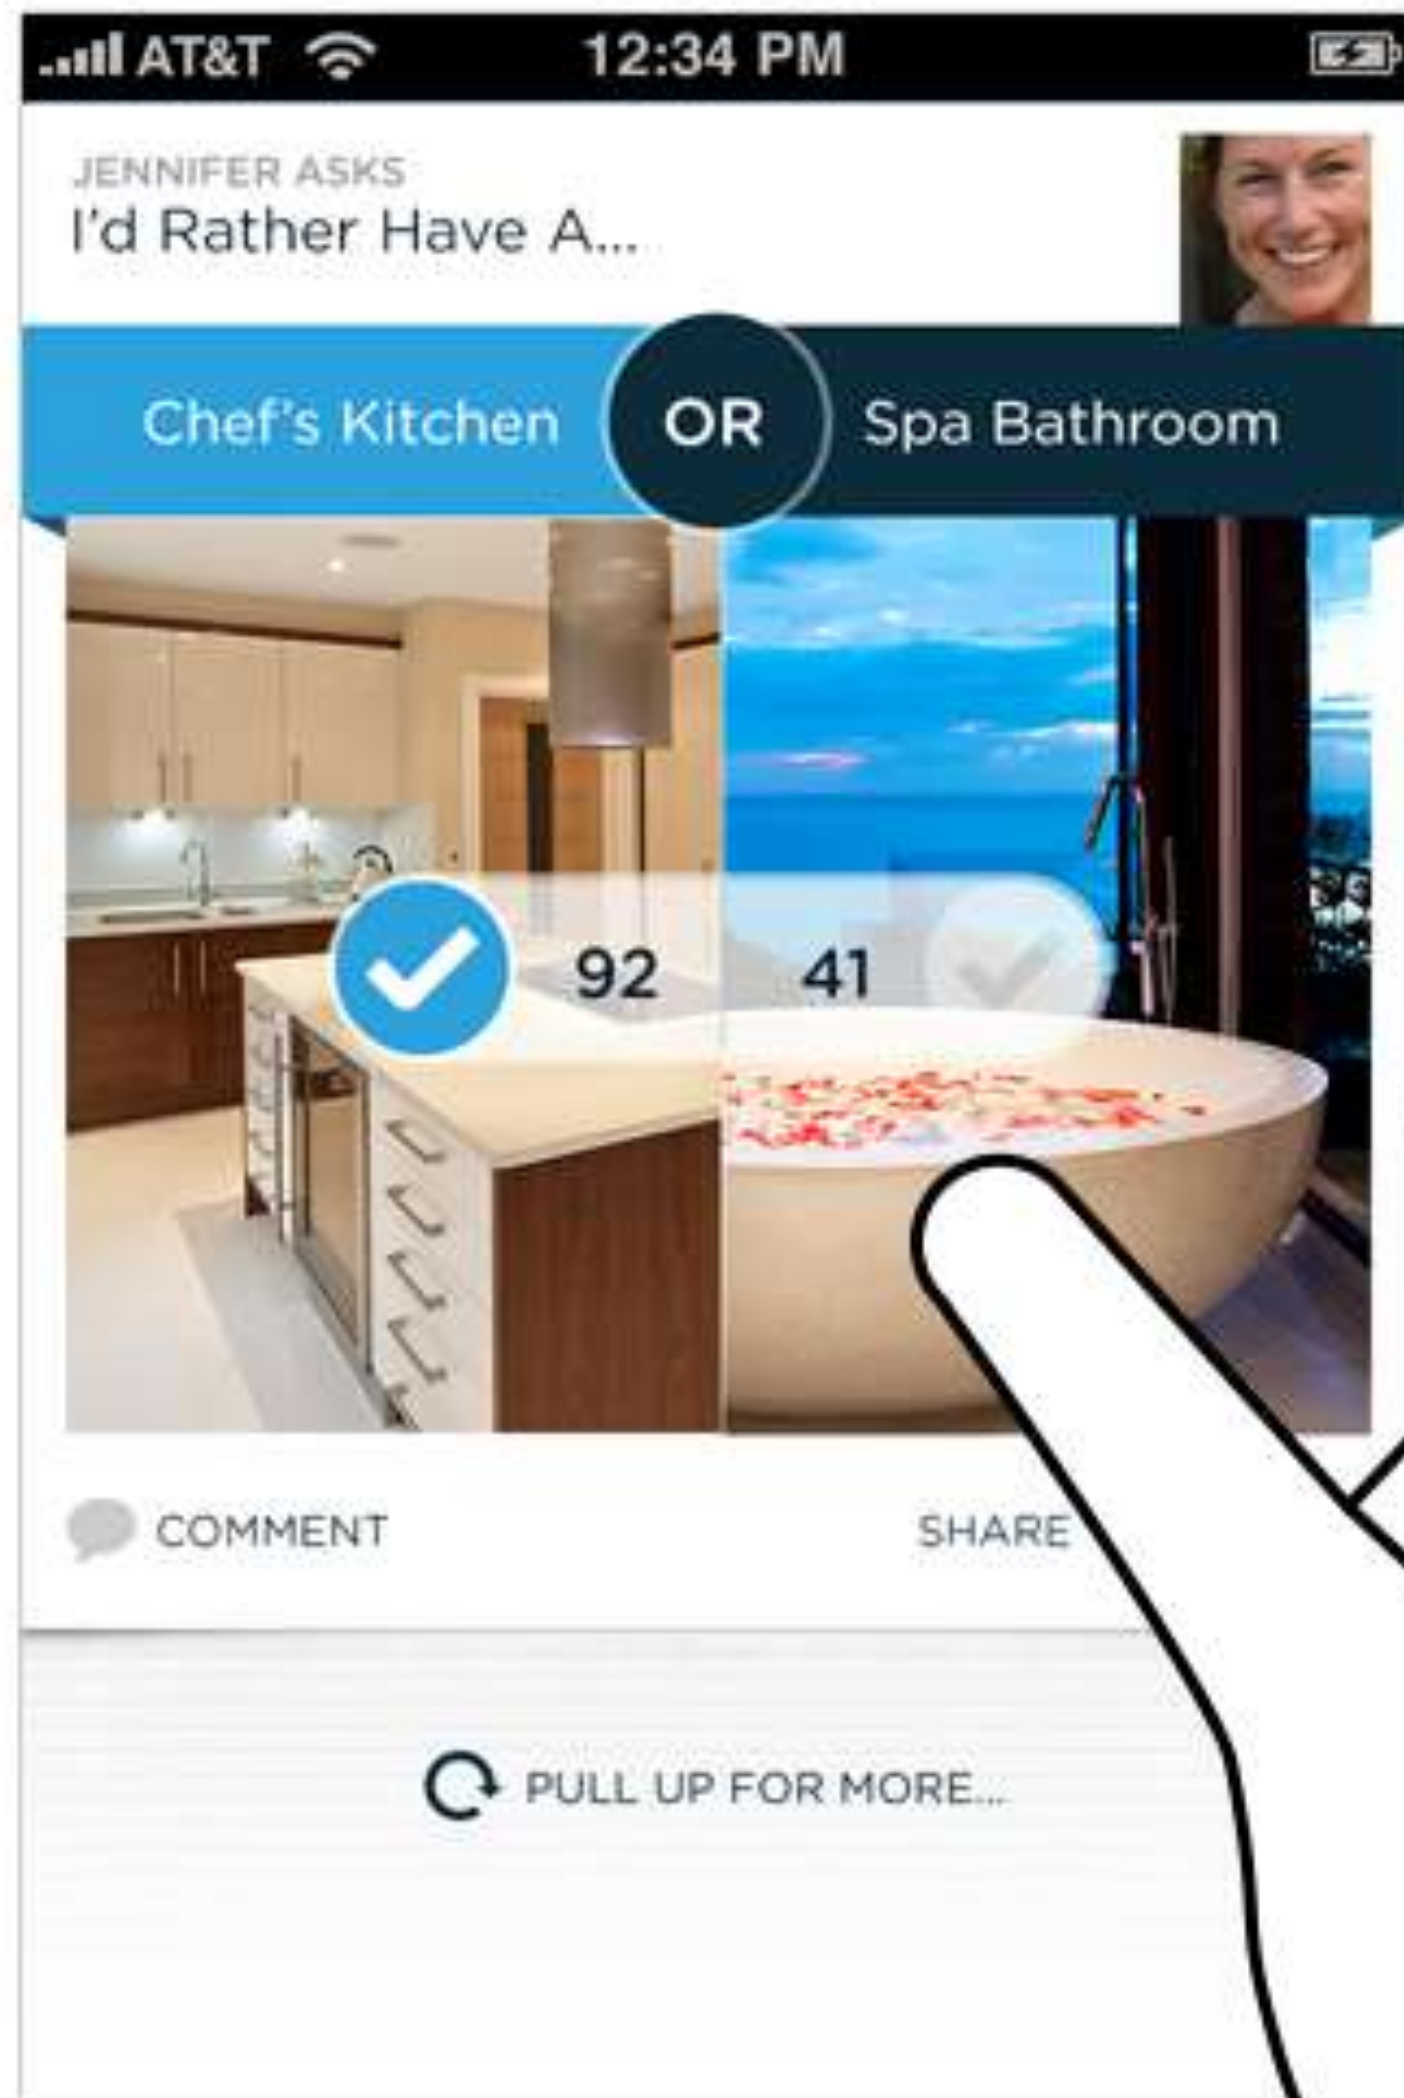 AT&T 12:34 PM
JENNIFER ASKS
I'd Rather Have A...
Chef's Kitchen OR Spa Bathroom
92 41
COMMENT SHARE
PULL UP FOR MORE...